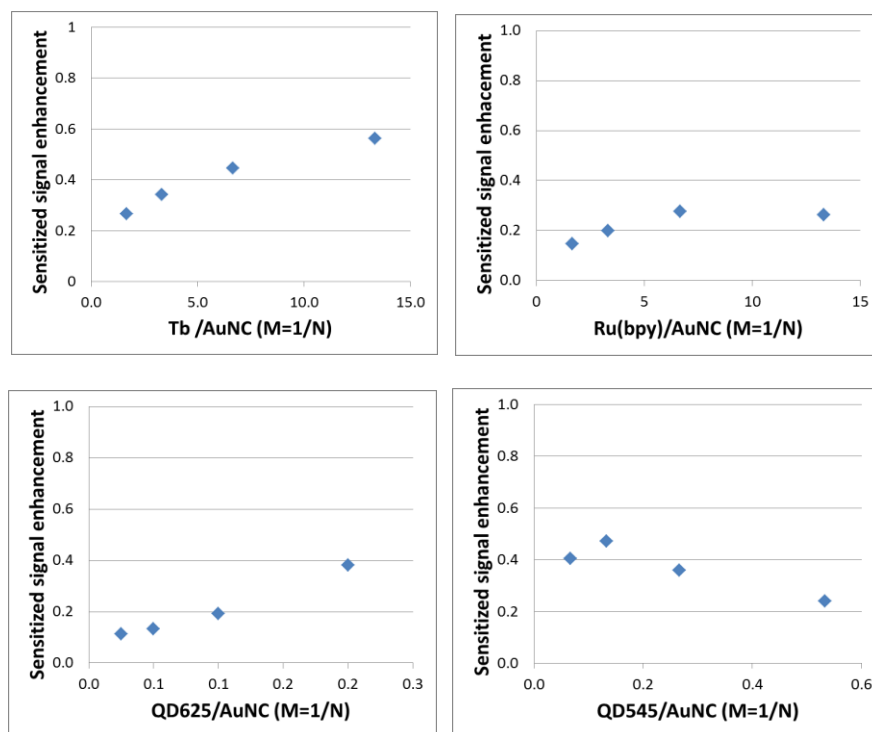 Sensitized signal enhancement
1
0.8
0.6
0.4
0.2
0
0.0 5.0 10.0 15.0
Tb /AuNC (M=1/N)
Sensitized signal enhacement
1.0
0.8
0.6
0.4
0.2
0.0
0 5 10 15
Ru(bpy)/AuNC (M=1/N)
Sensitized signal enhancement
1.0
0.8
0.6
0.4
0.2
0.0
0.0 0.1 0.1 0.2 0.2 0.3
QD625/AuNC (M=1/N)
Sensitized signal enhancement
1.0
0.8
0.6
0.4
0.2
0.0
0.0 0.2 0.4 0.6
QD545/AuNC (M=1/N)